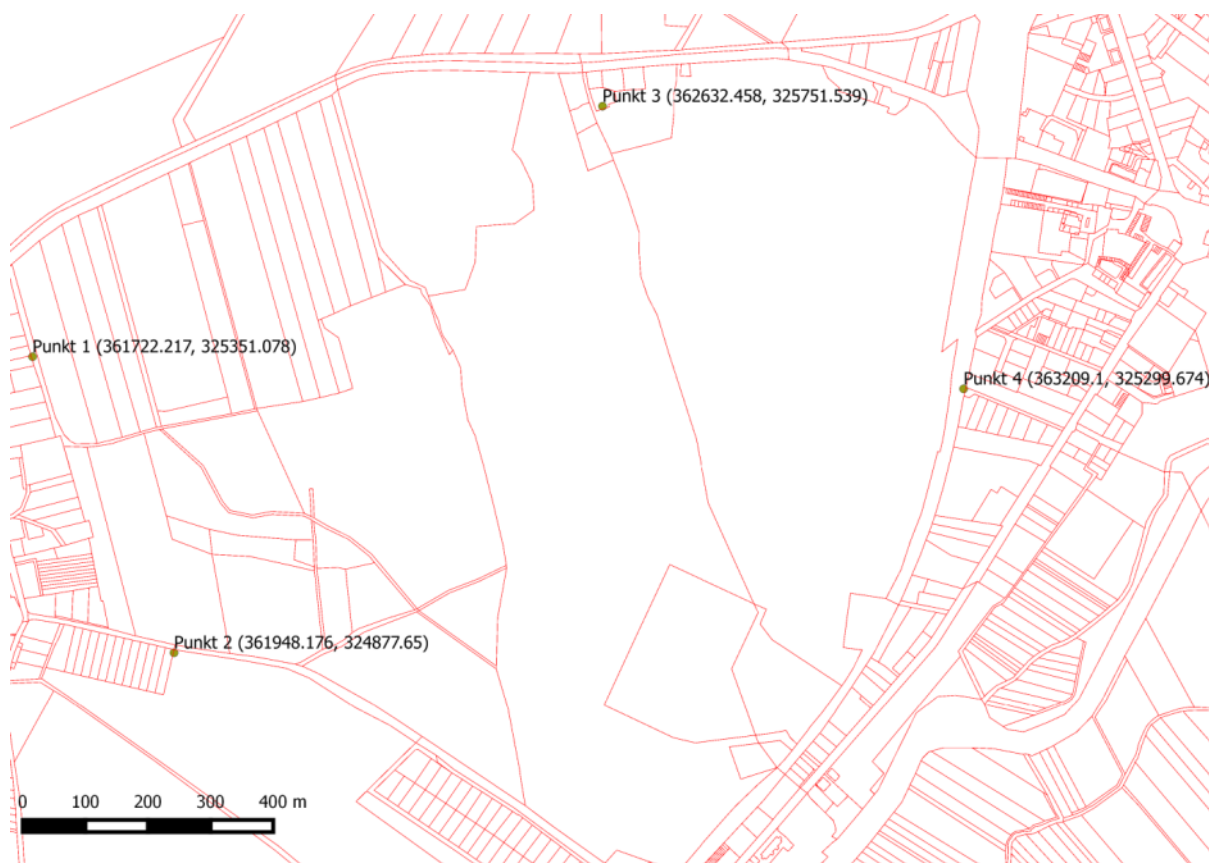 Punkt 3 (362632.458, 325751.539)
Punkt 1 (361722.217, 325351.078)
Punkt 4 (363209.1, 325299.674)
Punkt 2 (361948.176, 324877.65)
0 100 200 300 400 m